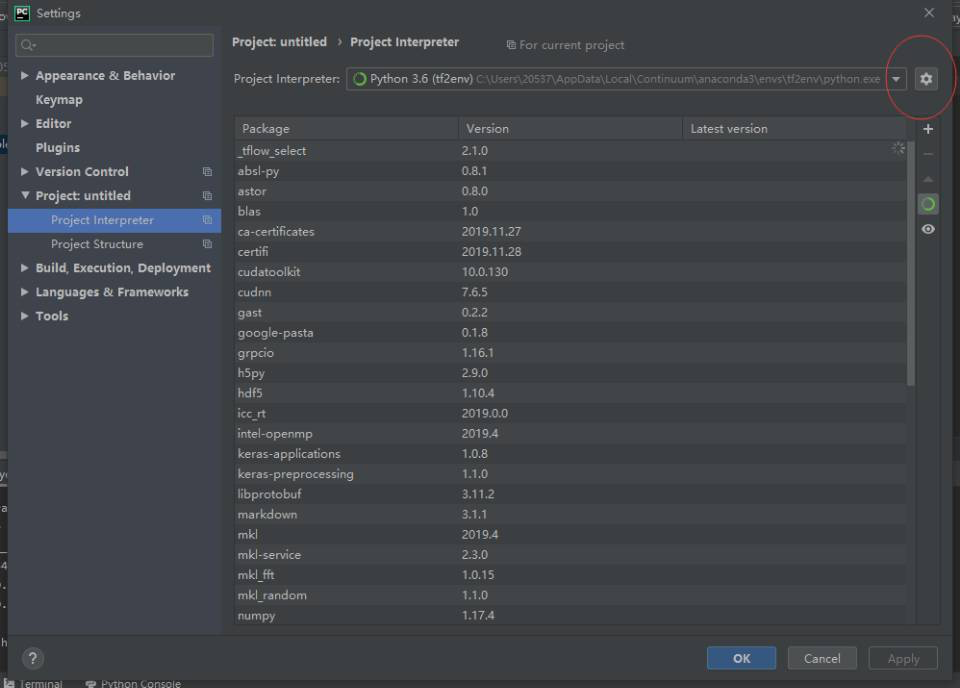 PC Settings
Project: untitled › Project Interpreter For current project
Project Interpreter: Python 3.6 (tf2env) C:\Users\20537\AppData\Local\Continuum\anaconda3\envs\tf2env\python.exe
Appearance & Behavior
Keymap
Editor
Plugins
Version Control
Project: untitled
Project Interpreter
Project Structure
Build, Execution, Deployment
Languages & Frameworks
Tools
Package Version Latest version
_tflow_select 2.1.0
absl-py 0.8.1
astor 0.8.0
blas 1.0
ca-certificates 2019.11.27
certifi 2019.11.28
cudatoolkit 10.0.130
cudnn 7.6.5
gast 0.2.2
google-pasta 0.1.8
grpcio 1.16.1
h5py 2.9.0
hdf5 1.10.4
icc_rt 2019.0.0
intel-openmp 2019.4
keras-applications 1.0.8
keras-preprocessing 1.1.0
libprotobuf 3.11.2
markdown 3.1.1
mkl 2019.4
mkl-service 2.3.0
mkl_fft 1.0.15
mkl_random 1.1.0
numpy 1.17.4
? OK Cancel Apply
Terminal Python Console